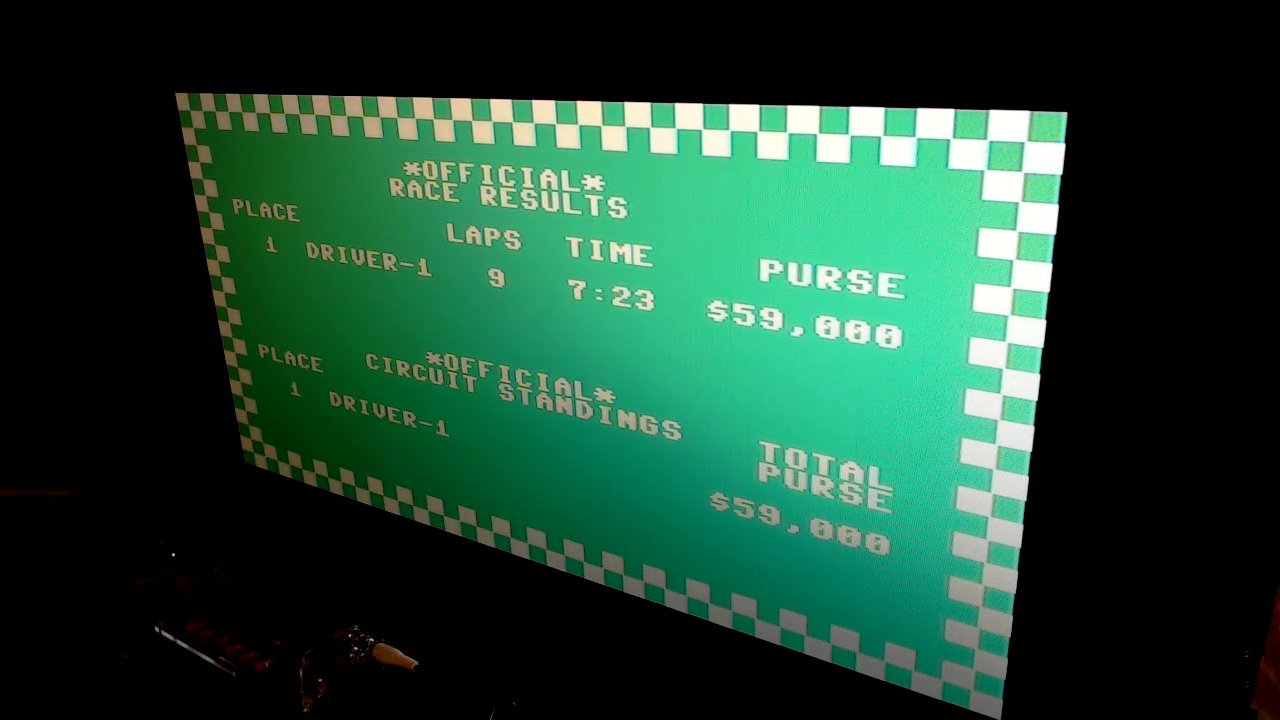 *OFFICIAL*
RACE RESULTS
PLACE LAPS TIME PURSE
1 DRIVER-1 9 7:23 $59,000
*OFFICIAL*
CIRCUIT STANDINGS
PLACE TOTAL PURSE
1 DRIVER-1 $59,000